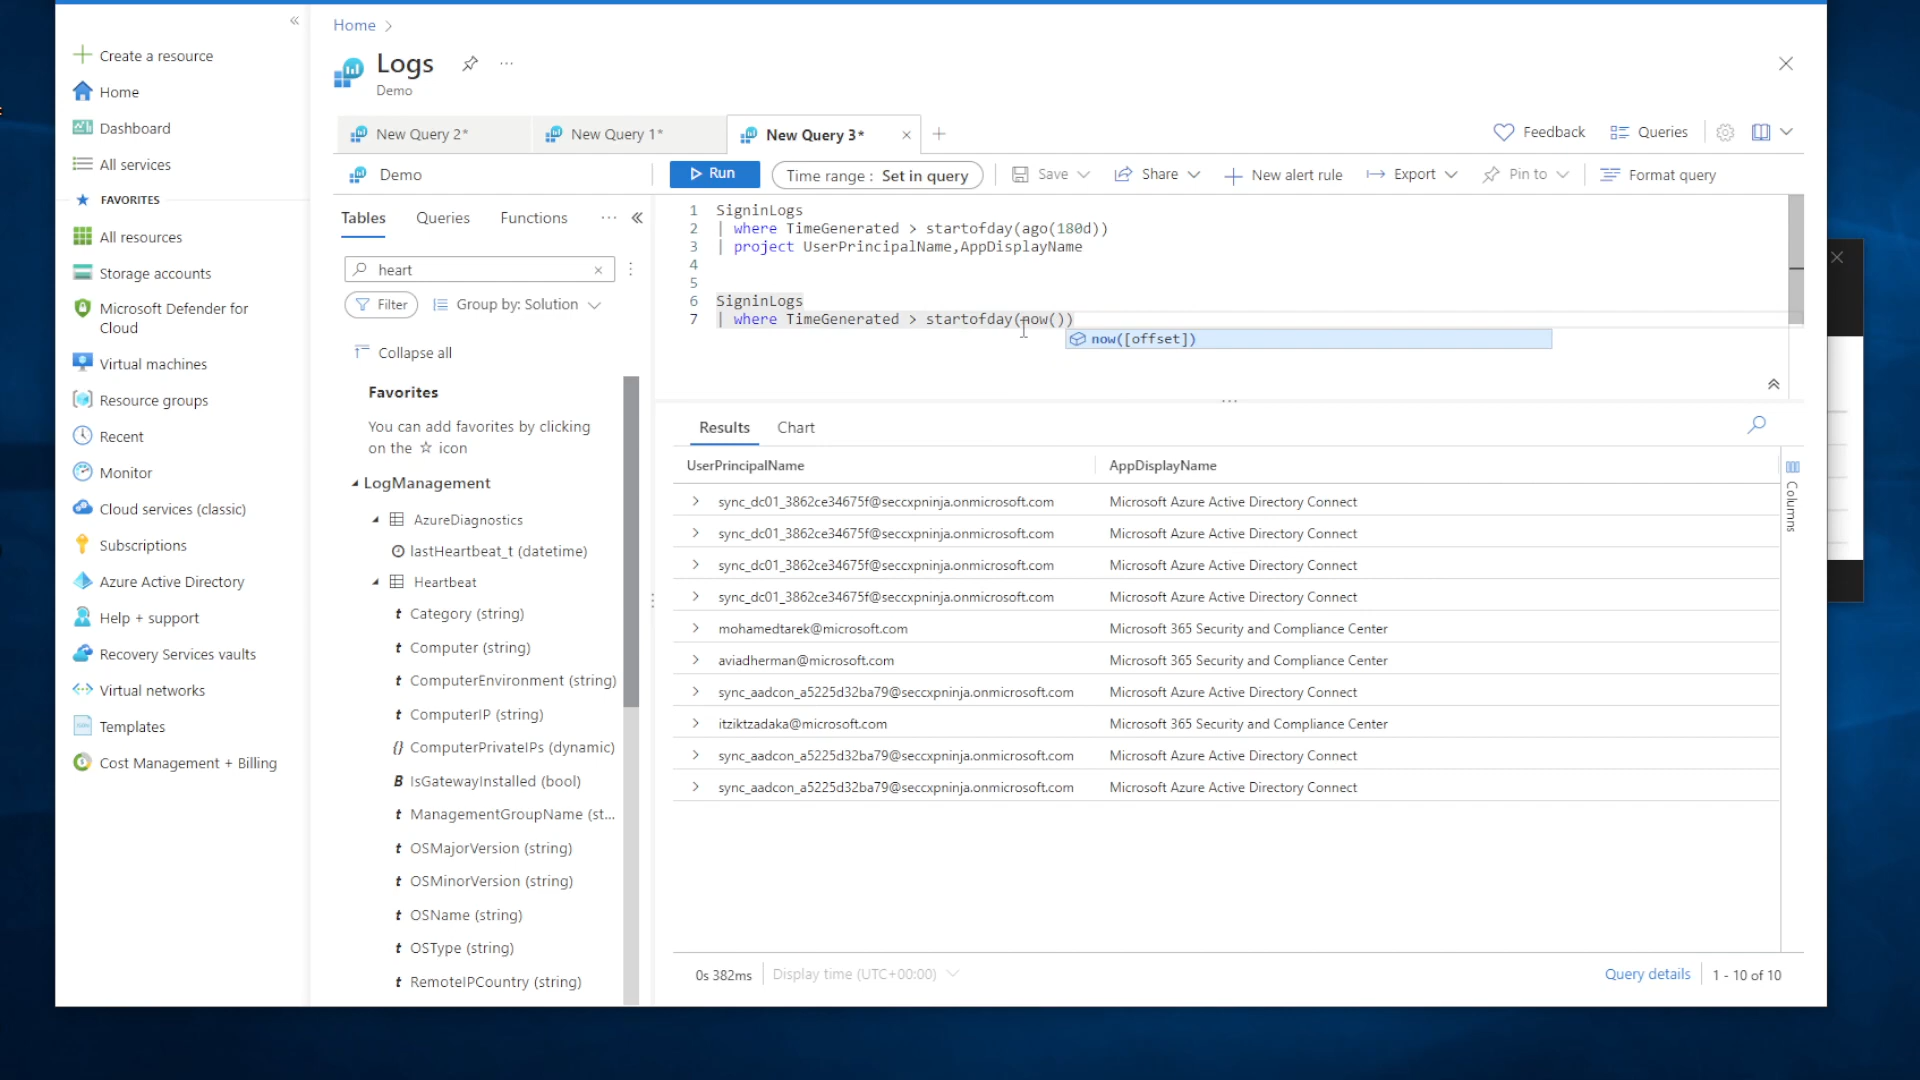 Create a resource
Home
Dashboard
All services
FAVORITES
All resources
Storage accounts
Microsoft Defender for
Cloud
Virtual machines
Resource groups
Recent
Monitor
Cloud services (classic)
Subscriptions
Azure Active Directory
Help + support
Recovery Services vaults
Virtual networks
Templates
Cost Management + Billing
Home
Logs
Demo
New Query 2*
New Query 1*
New Query 3*
Feedback
Queries
Demo
Run
Time range : Set in query
Save
Share
New alert rule
Export
Pin to
Format query
Tables
Queries
Functions
heart
Filter
Group by: Solution
Collapse all
Favorites
You can add favorites by clicking
on the ☆ icon
LogManagement
AzureDiagnostics
lastHeartbeat_t (datetime)
Heartbeat
t Category (string)
t Computer (string)
t ComputerEnvironment (string)
t ComputerIP (string)
{} ComputerPrivateIPs (dynamic)
B IsGatewayInstalled (bool)
t ManagementGroupName (st...
t OSMajorVersion (string)
t OSMinorVersion (string)
t OSName (string)
t OSType (string)
t RemoteIPCountry (string)
1 SigninLogs
2 | where TimeGenerated > startofday(ago(180d))
3 | project UserPrincipalName,AppDisplayName
4
5
6 SigninLogs
7 | where TimeGenerated > startofday(now())
now([offset])
Results
Chart
UserPrincipalName AppDisplayName
sync_dc01_3862ce34675f@seccxpninja.onmicrosoft.com Microsoft Azure Active Directory Connect
sync_dc01_3862ce34675f@seccxpninja.onmicrosoft.com Microsoft Azure Active Directory Connect
sync_dc01_3862ce34675f@seccxpninja.onmicrosoft.com Microsoft Azure Active Directory Connect
sync_dc01_3862ce34675f@seccxpninja.onmicrosoft.com Microsoft Azure Active Directory Connect
mohamedtarek@microsoft.com Microsoft 365 Security and Compliance Center
aviadherman@microsoft.com Microsoft 365 Security and Compliance Center
sync_aadcon_a5225d32ba79@seccxpninja.onmicrosoft.com Microsoft Azure Active Directory Connect
itziktzadaka@microsoft.com Microsoft 365 Security and Compliance Center
sync_aadcon_a5225d32ba79@seccxpninja.onmicrosoft.com Microsoft Azure Active Directory Connect
sync_aadcon_a5225d32ba79@seccxpninja.onmicrosoft.com Microsoft Azure Active Directory Connect
Columns
0s 382ms
Display time (UTC+00:00)
Query details
1 - 10 of 10